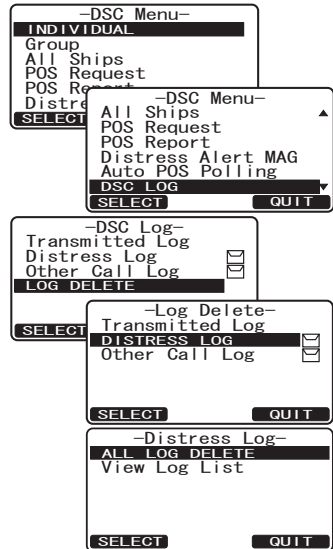 -DSC Menu-
INDIVIDUAL
Group
All Ships
POS Request
POS Report
Distre
SELECT
-DSC Menu-
All Ships
POS Request
POS Report
Distress Alert MAG
Auto POS Polling
DSC LOG
SELECT QUIT
-DSC Log-
Transmitted Log
Distress Log
Other Call Log
LOG DELETE
SELECT
-Log Delete-
Transmitted Log
DISTRESS LOG
Other Call Log
SELECT QUIT
-Distress Log-
ALL LOG DELETE
View Log List
SELECT QUIT